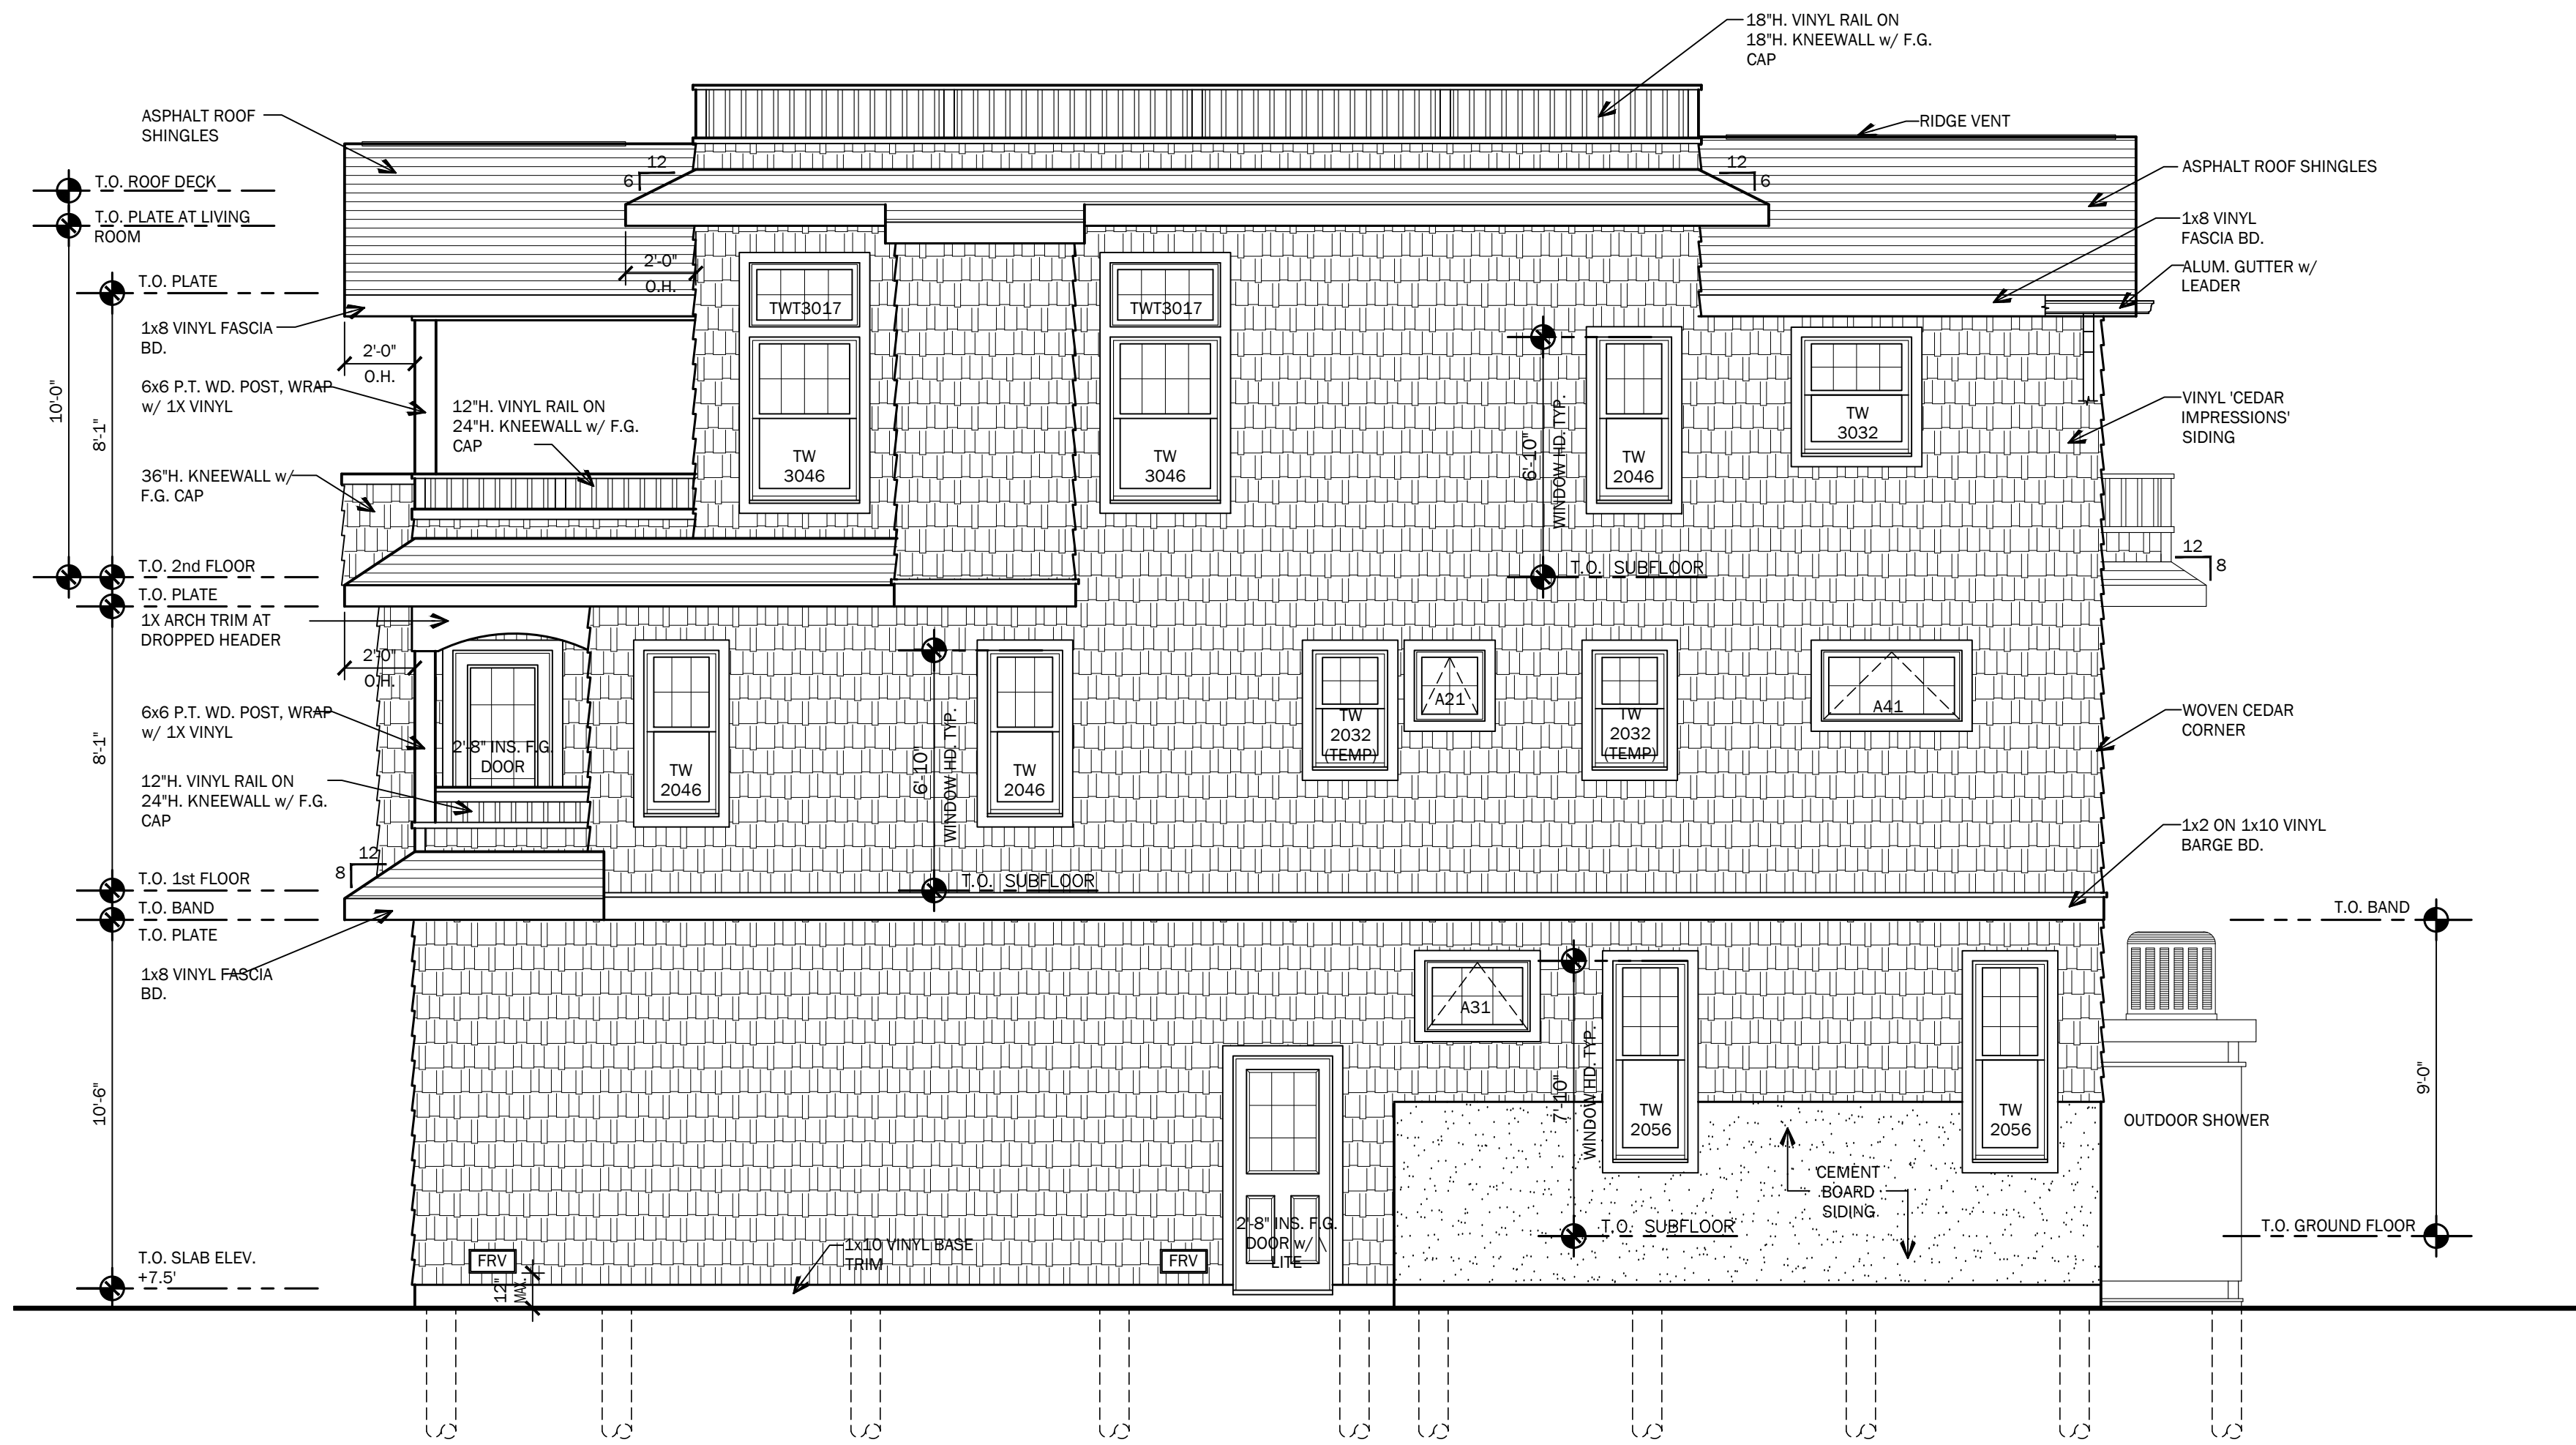 18"H. VINYL RAIL ON
18"H. KNEEWALL w/ F.G.
CAP
ASPHALT ROOF
SHINGLES
RIDGE VENT
12
6
12
6
ASPHALT ROOF SHINGLES
T.O. ROOF DECK
T.O. PLATE AT LIVING
ROOM
1x8 VINYL
FASCIA BD.
2'-0"
O.H.
ALUM. GUTTER w/
LEADER
T.O. PLATE
TWT3017
TWT3017
1x8 VINYL FASCIA
BD.
2'-0"
O.H.
6x6 P.T. WD. POST, WRAP
w/ 1X VINYL
10'-0"
8'-1"
12"H. VINYL RAIL ON
24"H. KNEEWALL w/ F.G.
CAP
VINYL 'CEDAR
IMPRESSIONS'
SIDING
TW
3032
TW
3046
TW
3046
6'-10"
WINDOW HD. TYP.
TW
2046
36"H. KNEEWALL w/
F.G. CAP
12
8
T.O. 2nd FLOOR
T.O. SUBFLOOR
T.O. PLATE
1X ARCH TRIM AT
DROPPED HEADER
2'-0"
O.H.
6x6 P.T. WD. POST, WRAP
w/ 1X VINYL
8'-1"
2'-8" INS. F.G.
DOOR
TW
2046
6'-10"
WINDOW HD. TYP.
TW
2046
TW
2032
(TEMP)
A21
TW
2032
(TEMP)
A41
WOVEN CEDAR
CORNER
12"H. VINYL RAIL ON
24"H. KNEEWALL w/ F.G.
CAP
1x2 ON 1x10 VINYL
BARGE BD.
12
8
T.O. 1st FLOOR
T.O. SUBFLOOR
T.O. BAND
T.O. BAND
T.O. PLATE
1x8 VINYL FASCIA
BD.
A31
10'-6"
7'-10"
WINDOW HD. TYP.
TW
2056
TW
2056
OUTDOOR SHOWER
9'-0"
CEMENT
BOARD
SIDING
2'-8" INS. F.G.
DOOR w/ \
LITE
T.O. SUBFLOOR
T.O. GROUND FLOOR
T.O. SLAB ELEV.
+7.5'
FRV
12"
MAX.
1x10 VINYL BASE
TRIM
FRV